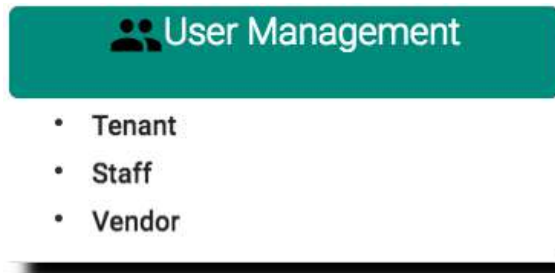 User Management
• Tenant
• Staff
• Vendor